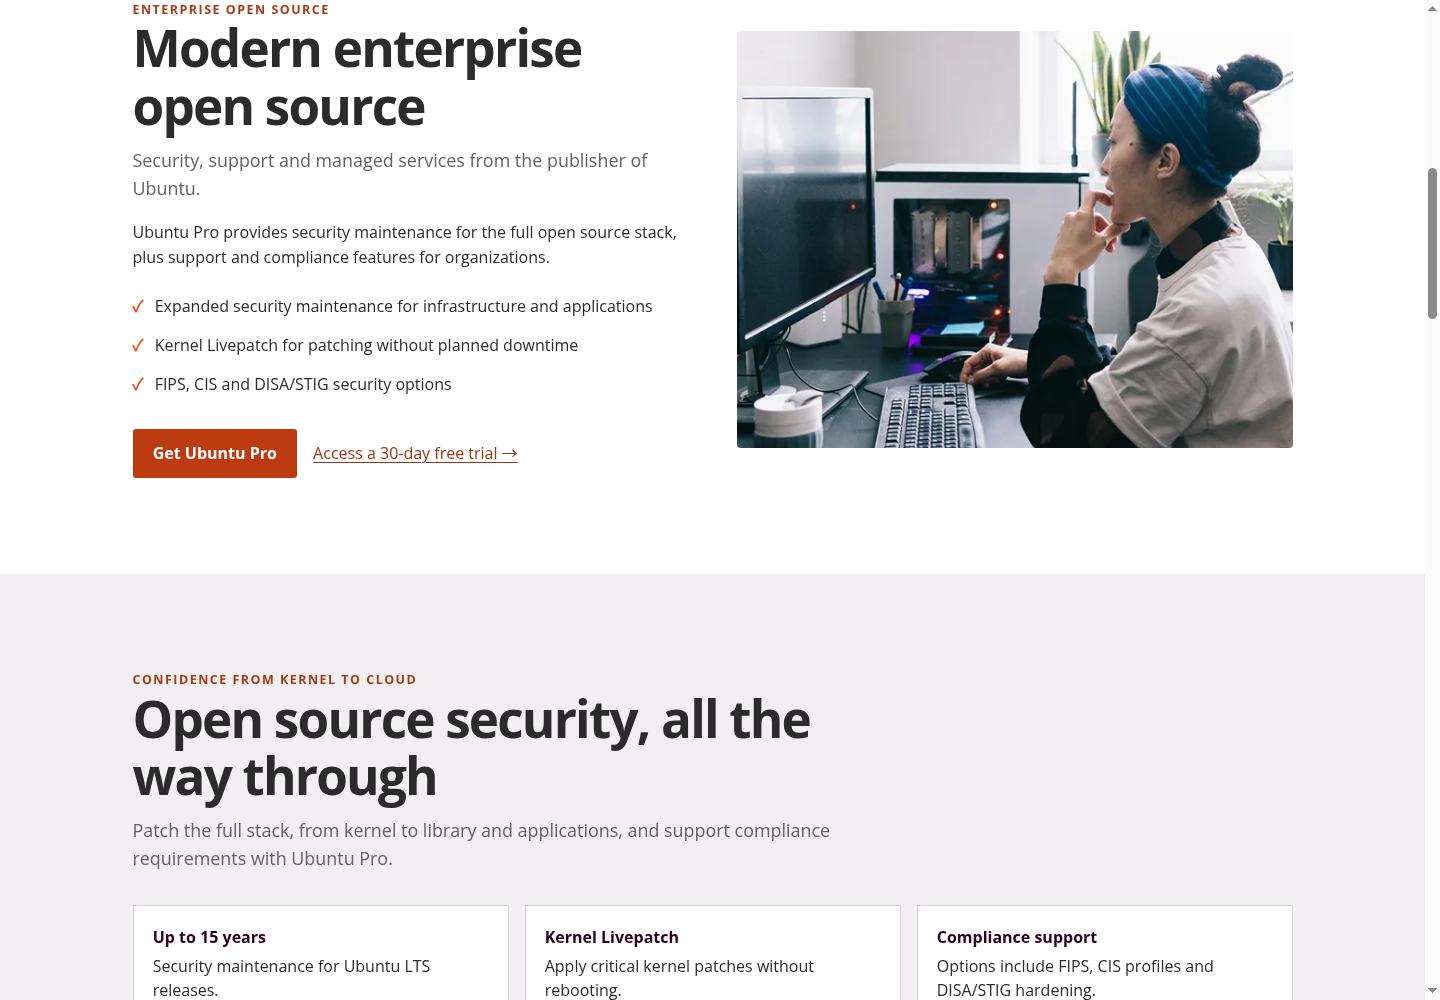 ENTERPRISE OPEN SOURCE
Modern enterprise
open source
Security, support and managed services from the publisher of
Ubuntu.
Ubuntu Pro provides security maintenance for the full open source stack,
plus support and compliance features for organizations.
✓ Expanded security maintenance for infrastructure and applications
✓ Kernel Livepatch for patching without planned downtime
✓ FIPS, CIS and DISA/STIG security options
Get Ubuntu Pro
Access a 30-day free trial →
CONFIDENCE FROM KERNEL TO CLOUD
Open source security, all the
way through
Patch the full stack, from kernel to library and applications, and support compliance
requirements with Ubuntu Pro.
Up to 15 years
Security maintenance for Ubuntu LTS
releases.
Kernel Livepatch
Apply critical kernel patches without
rebooting.
Compliance support
Options include FIPS, CIS profiles and
DISA/STIG hardening.